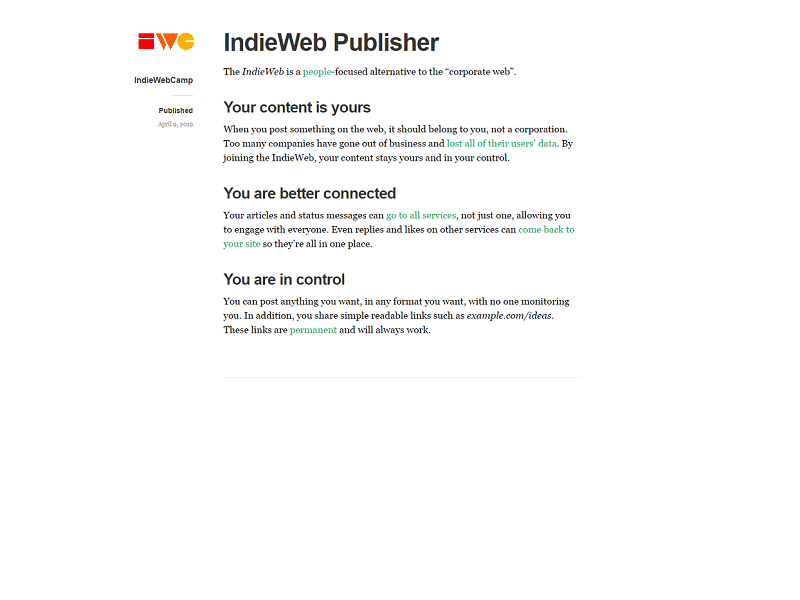 IWC
IndieWebCamp
Published
April 9, 2019
IndieWeb Publisher
The IndieWeb is a people-focused alternative to the “corporate web”.
Your content is yours
When you post something on the web, it should belong to you, not a corporation.
Too many companies have gone out of business and lost all of their users’ data. By
joining the IndieWeb, your content stays yours and in your control.
You are better connected
Your articles and status messages can go to all services, not just one, allowing you
to engage with everyone. Even replies and likes on other services can come back to
your site so they’re all in one place.
You are in control
You can post anything you want, in any format you want, with no one monitoring
you. In addition, you share simple readable links such as example.com/ideas.
These links are permanent and will always work.